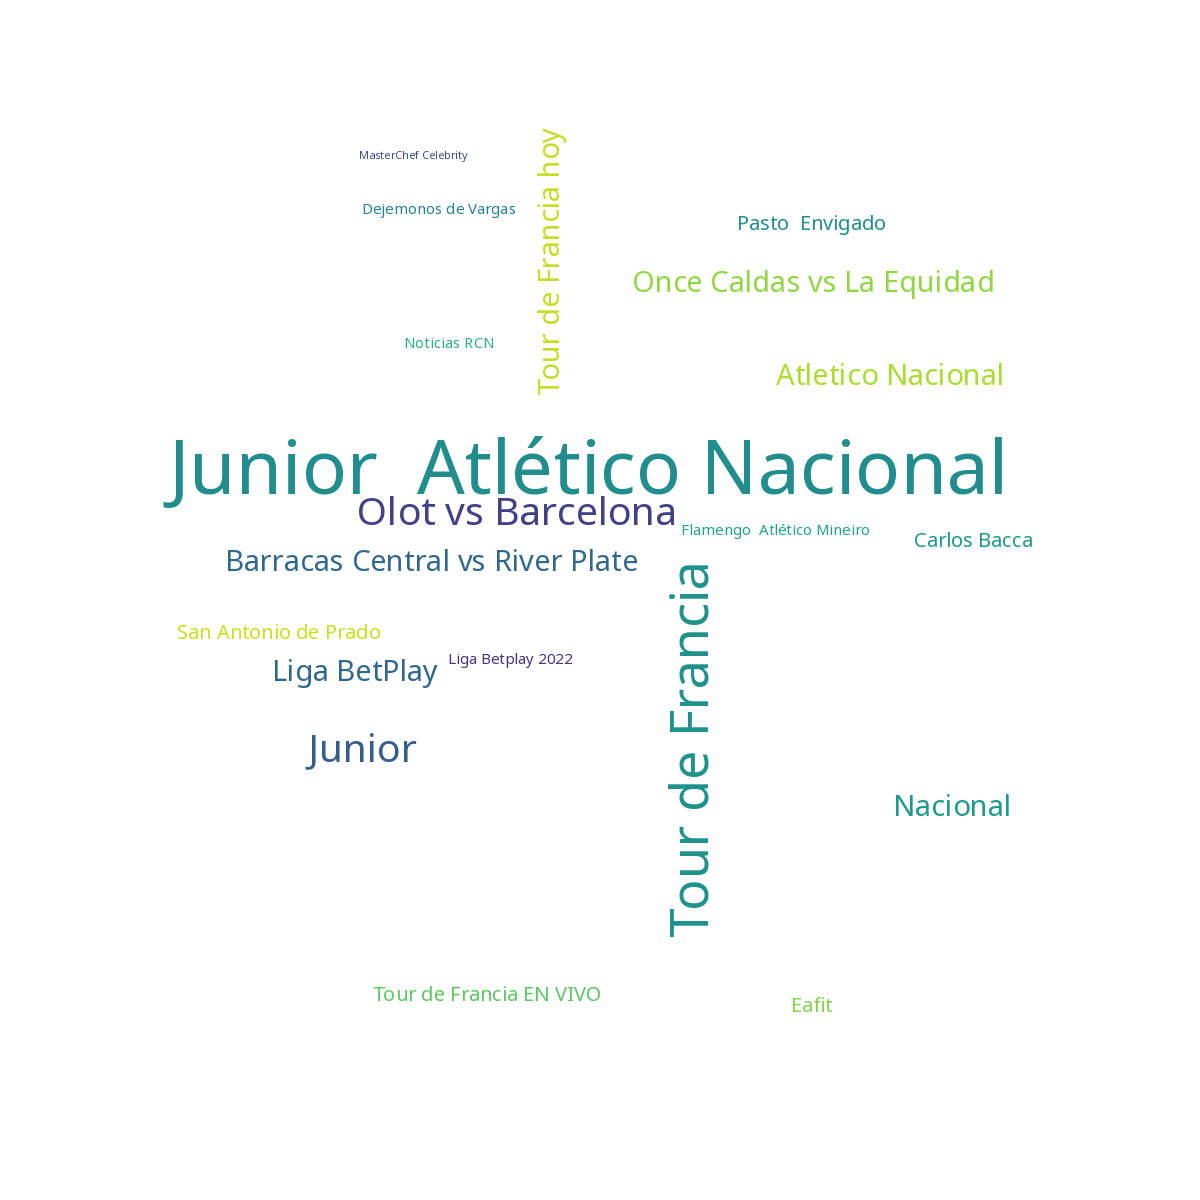 MasterChef Celebrity
Dejemonos de Vargas
Tour de Francia hoy
Pasto  Envigado
Once Caldas vs La Equidad
Noticias RCN
Atletico Nacional
Junior  Atlético Nacional
Olot vs Barcelona
Flamengo  Atlético Mineiro
Carlos Bacca
Barracas Central vs River Plate
San Antonio de Prado
Liga BetPlay
Liga Betplay 2022
Tour de Francia
Junior
Nacional
Tour de Francia EN VIVO
Eafit